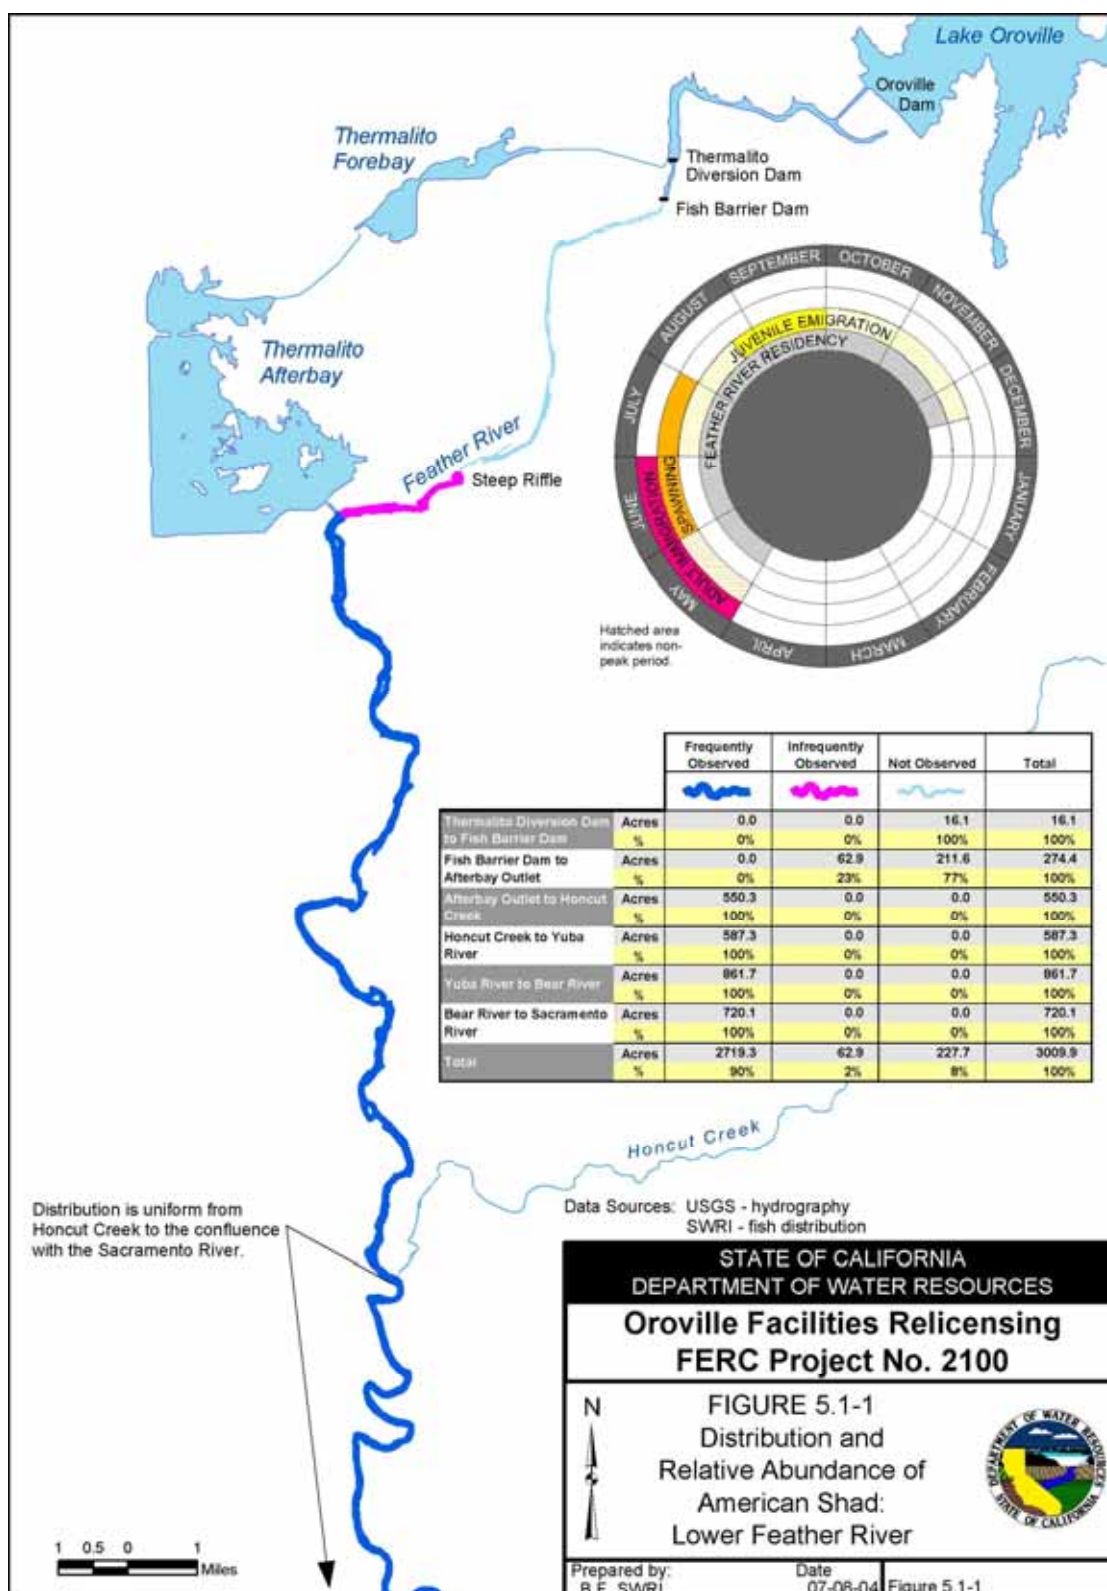 Lake Oroville
Oroville
Dam
Thermalito
Forebay
Thermalito
Diversion Dam
Fish Barrier Dam
Thermalito
Afterbay
Feather River
Steep Riffle
SEPTEMBER
OCTOBER
NOVEMBER
DECEMBER
JANUARY
FEBRUARY
MARCH
APRIL
MAY
JUNE
JULY
AUGUST
JUVENILE EMIGRATION
FEATHER RIVER RESIDENCY
SPAWNING
ADULT IMMIGRATION
Hatched area
indicates non-
peak period.
Frequently Observed Infrequently Observed Not Observed Total
Thermalito Diversion Dam to Fish Barrier Dam Acres 0.0 0.0 16.1 16.1
% 0% 0% 100% 100%
Fish Barrier Dam to Afterbay Outlet Acres 0.0 62.9 211.6 274.4
% 0% 23% 77% 100%
Afterbay Outlet to Honcut Creek Acres 550.3 0.0 0.0 550.3
% 100% 0% 0% 100%
Honcut Creek to Yuba River Acres 587.3 0.0 0.0 587.3
% 100% 0% 0% 100%
Yuba River to Bear River Acres 861.7 0.0 0.0 861.7
% 100% 0% 0% 100%
Bear River to Sacramento River Acres 720.1 0.0 0.0 720.1
% 100% 0% 0% 100%
Total Acres 2719.3 62.9 227.7 3009.9
% 90% 2% 8% 100%
Honcut Creek
Distribution is uniform from
Honcut Creek to the confluence
with the Sacramento River.
Data Sources: USGS - hydrography
SWRI - fish distribution
STATE OF CALIFORNIA
DEPARTMENT OF WATER RESOURCES
Oroville Facilities Relicensing
FERC Project No. 2100
N
FIGURE 5.1-1
Distribution and
Relative Abundance of
American Shad:
Lower Feather River
DEPARTMENT OF WATER RESOURCES
STATE OF CALIFORNIA
1 0.5 0 1
Miles
Prepared by: Date
B.F. SWRI 07-08-04 Figure 5.1-1